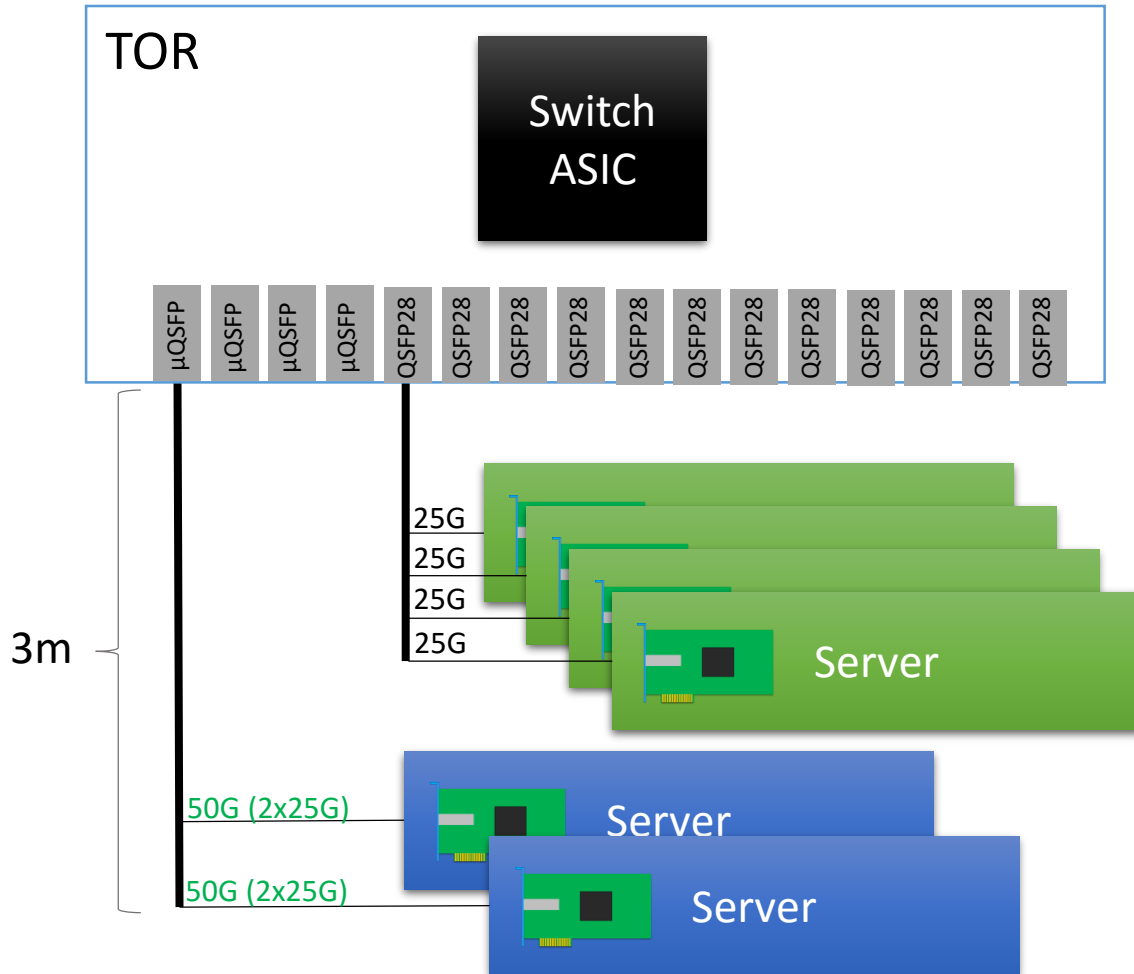 TOR
Switch
ASIC
µQSFP
µQSFP
µQSFP
µQSFP
QSFP28
QSFP28
QSFP28
QSFP28
QSFP28
QSFP28
QSFP28
QSFP28
QSFP28
QSFP28
QSFP28
QSFP28
25G
25G
25G
25G
3m
Server
50G (2x25G)
Server
50G (2x25G)
Server